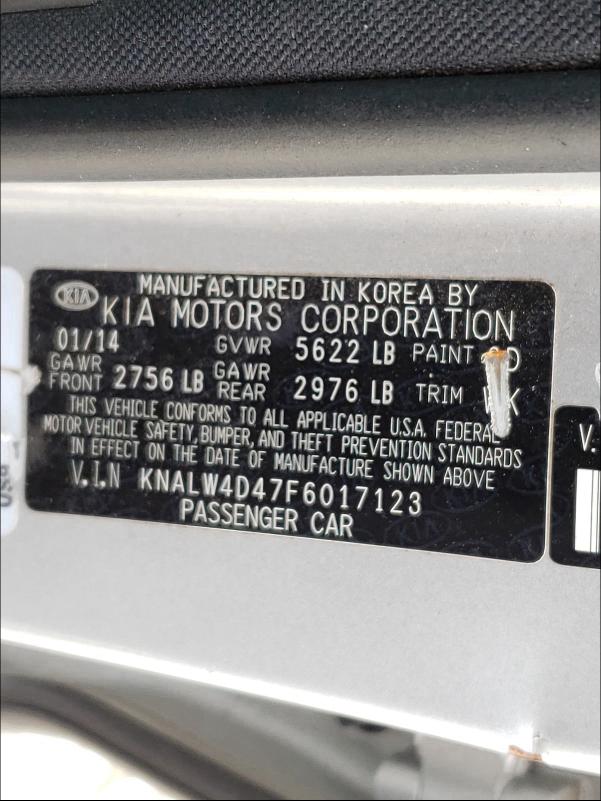 MANUFACTURED IN KOREA BY
KIA KIA MOTORS CORPORATION
01/14 GVWR 5622 LB PAINT
GAWR FRONT 2756 LB GAWR REAR 2976 LB TRIM
THIS VEHICLE CONFORMS TO ALL APPLICABLE U.S.A. FEDERAL
MOTOR VEHICLE SAFETY, BUMPER, AND THEFT PREVENTION STANDARDS
IN EFFECT ON THE DATE OF MANUFACTURE SHOWN ABOVE
V.I.N KNALW4D47F6017123
PASSENGER CAR